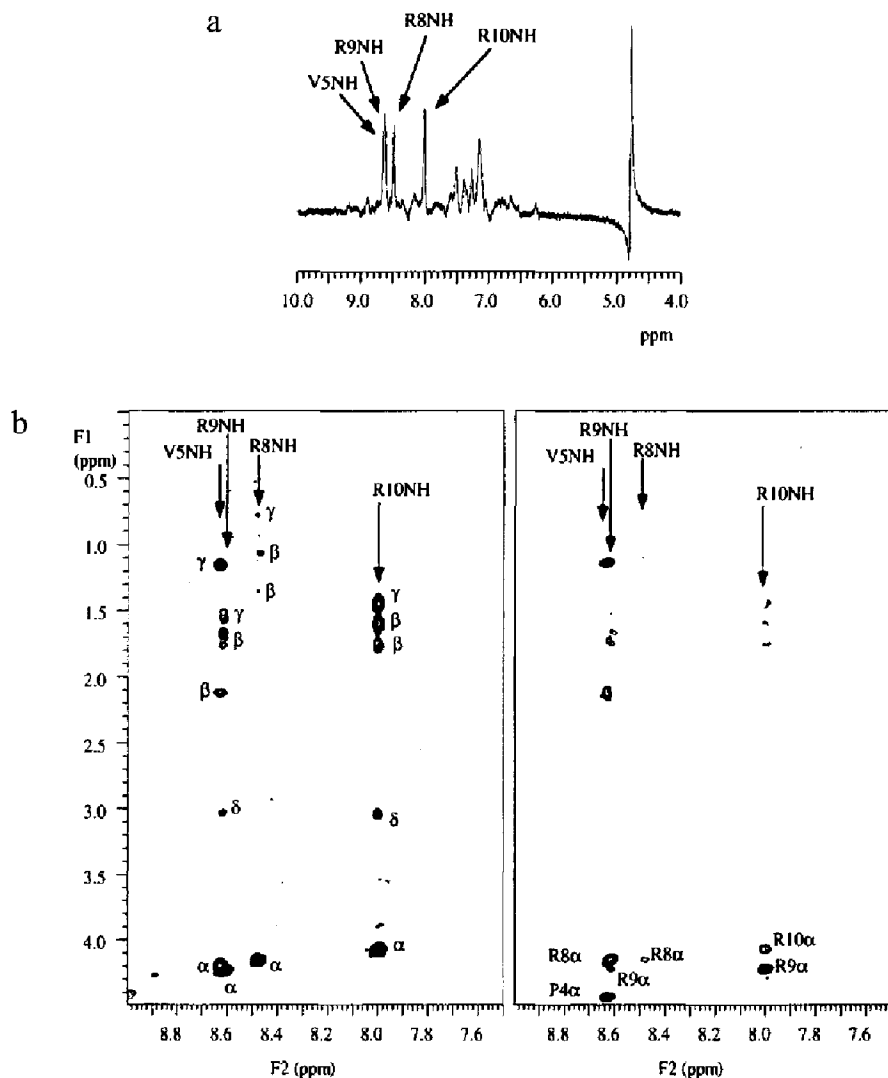 a
R8NH
R9NH
R10NH
V5NH
10.0 9.0 8.0 7.0 6.0 5.0 4.0
ppm
b
F1
(ppm)
R9NH
V5NH
R8NH
R10NH
0.5
1.0
1.5
2.0
2.5
3.0
3.5
4.0
γ
γ
β
β
γ
β
β
δ
α
α
α
γ
β
β
δ
α
8.8 8.6 8.4 8.2 8.0 7.8 7.6
F2 (ppm)
R9NH
V5NH
R8NH
R10NH
R8α
R8α
R9α
P4α
R10α
R9α
8.8 8.6 8.4 8.2 8.0 7.8 7.6
F2 (ppm)